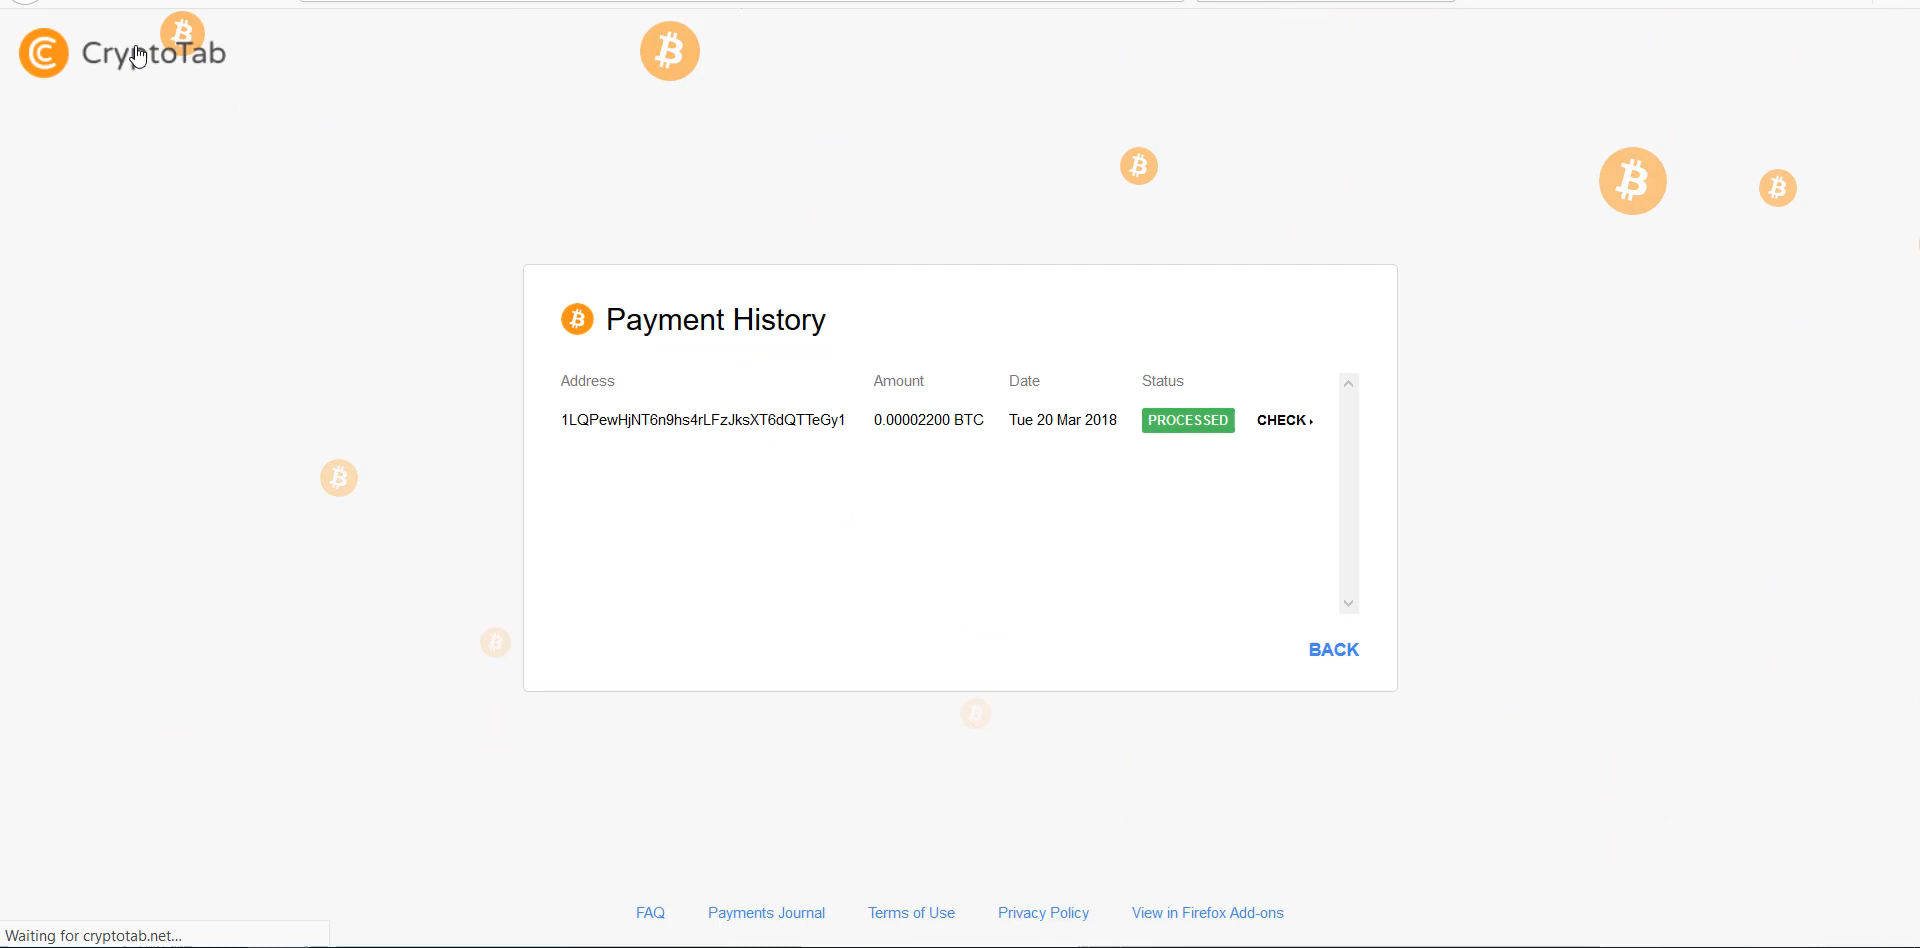 CryptoTab
Payment History
Address Amount Date Status
1LQPewHjNT6n9hs4rLFzJksXT6dQTTeGy1 0.00002200 BTC Tue 20 Mar 2018 PROCESSED CHECK
BACK
FAQ Payments Journal Terms of Use Privacy Policy View in Firefox Add-ons
Waiting for cryptotab.net...